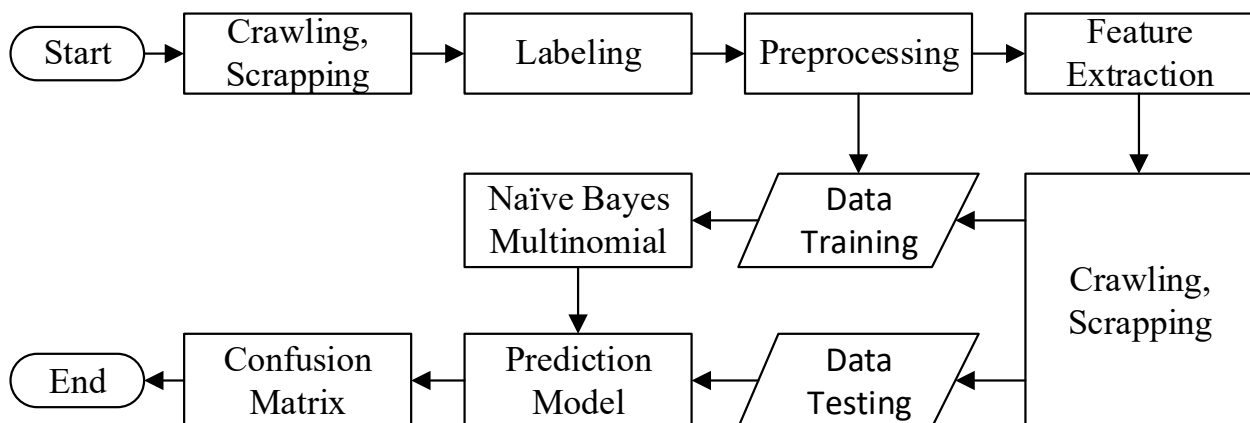 Start
Crawling,
Scrapping
Labeling
Preprocessing
Feature
Extraction
Naïve Bayes
Multinomial
Data
Training
Crawling,
Scrapping
End
Confusion
Matrix
Prediction
Model
Data
Testing